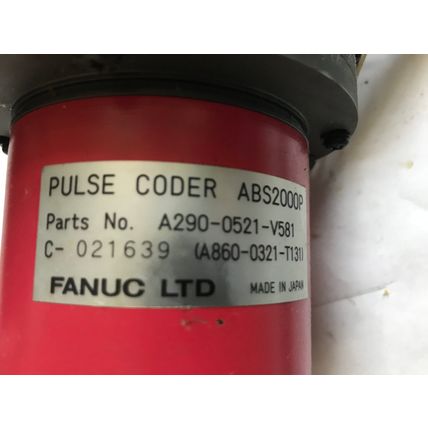 PULSE CODER ABS2000P
Parts No. A290-0521-V581
C- 021639 (A860-0321-T131)
FANUC LTD MADE IN JAPAN